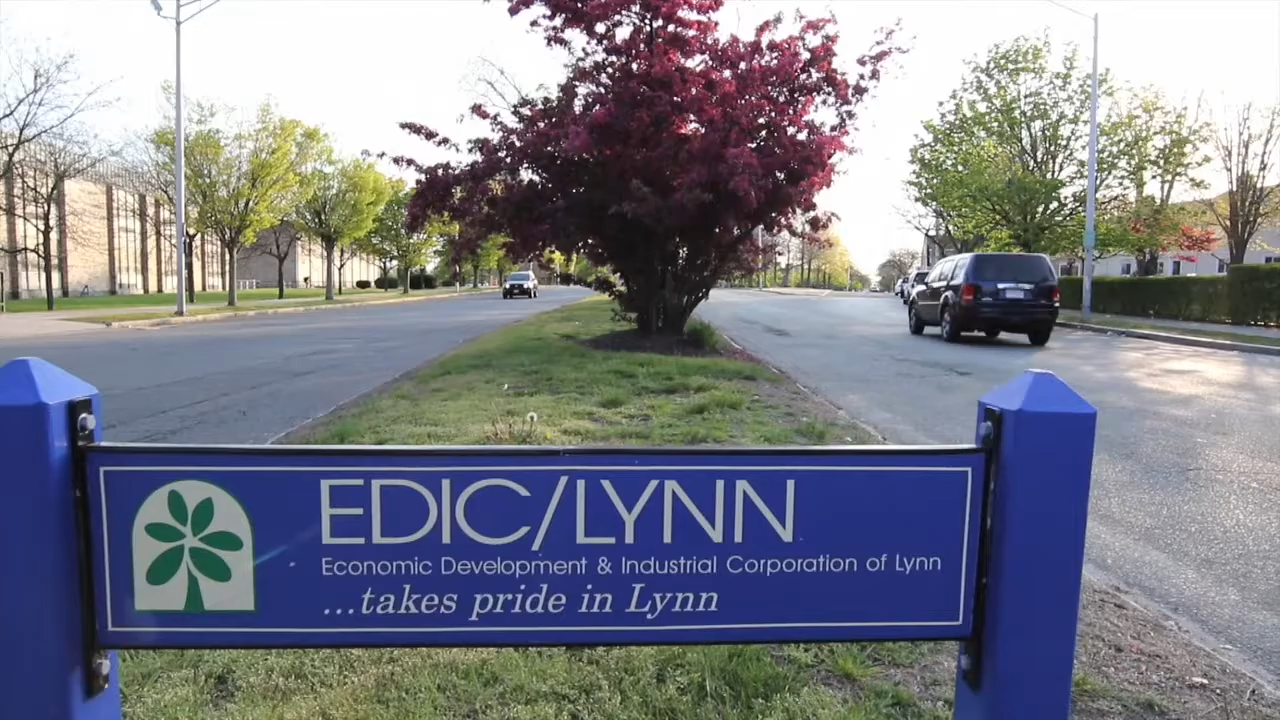 EDIC/LYNN
Economic Development & Industrial Corporation of Lynn
...takes pride in Lynn